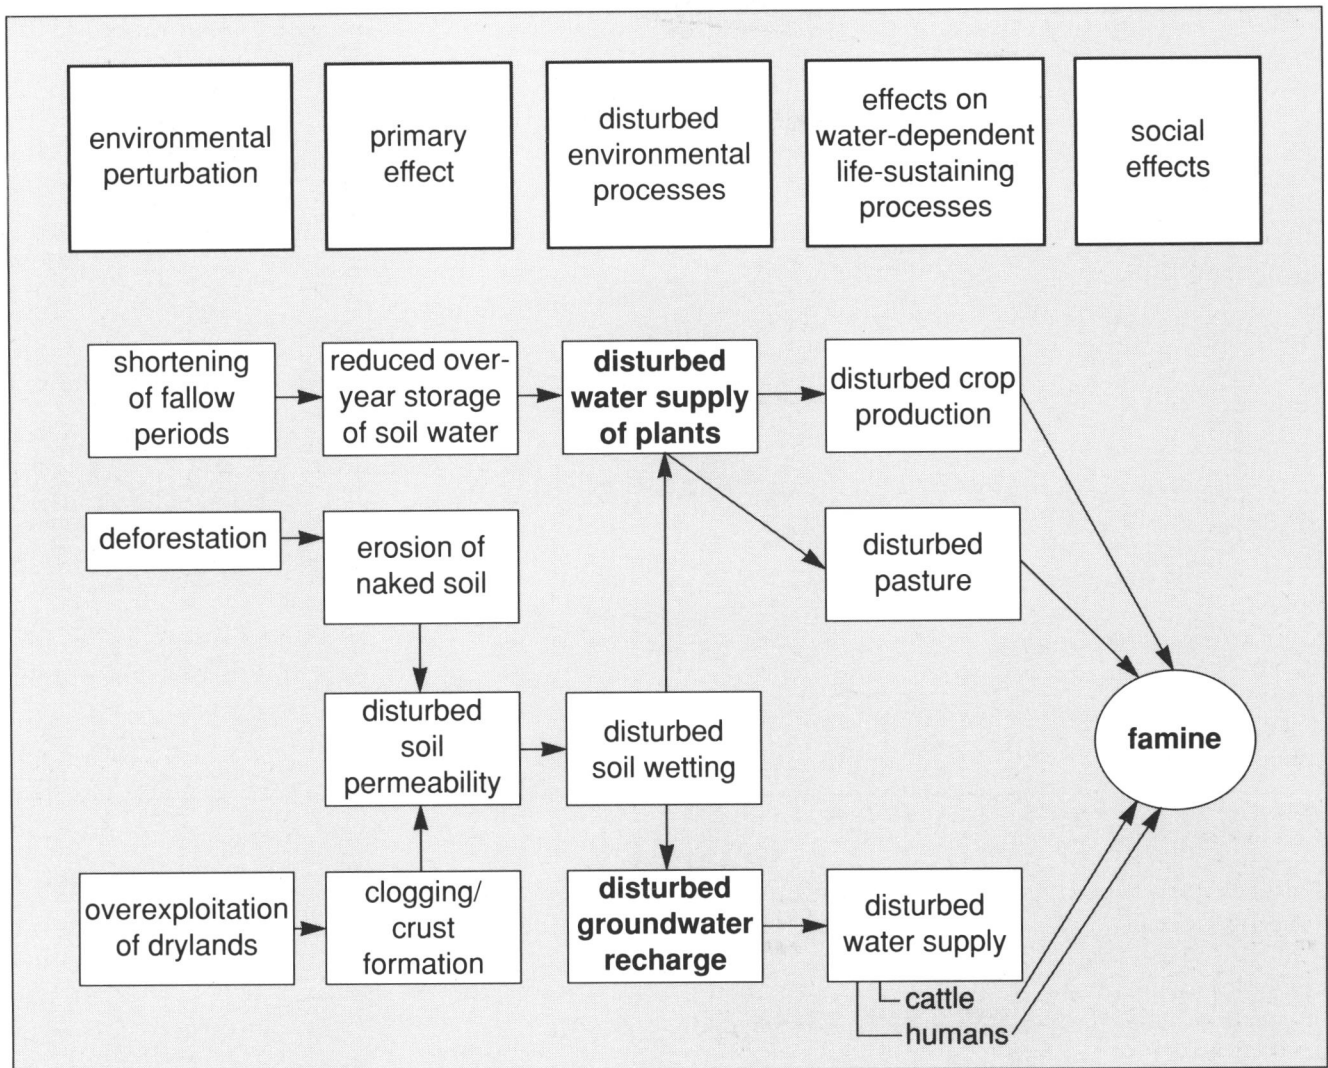 environmental
perturbation
primary
effect
disturbed
environmental
processes
effects on
water-dependent
life-sustaining
processes
social
effects
shortening
of fallow
periods
reduced over-
year storage
of soil water
disturbed
water supply
of plants
disturbed crop
production
deforestation
erosion of
naked soil
disturbed
pasture
disturbed
soil
permeability
disturbed
soil wetting
famine
overexploitation
of drylands
clogging/
crust
formation
disturbed
groundwater
recharge
disturbed
water supply
cattle
humans